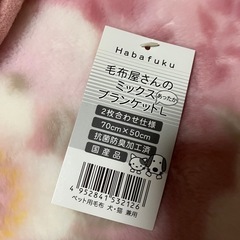 Habafuku
毛布屋さんの
ミックス(あったか)
ブランケットL
2枚合わせ仕様
70cm×50cm
抗菌防臭加工済
国産品
4 952841 532126
ペット用毛布 犬・猫 兼用